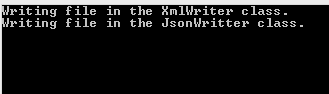 Writing file in the XmlWriter class.
Writing file in the JsonWritter class.